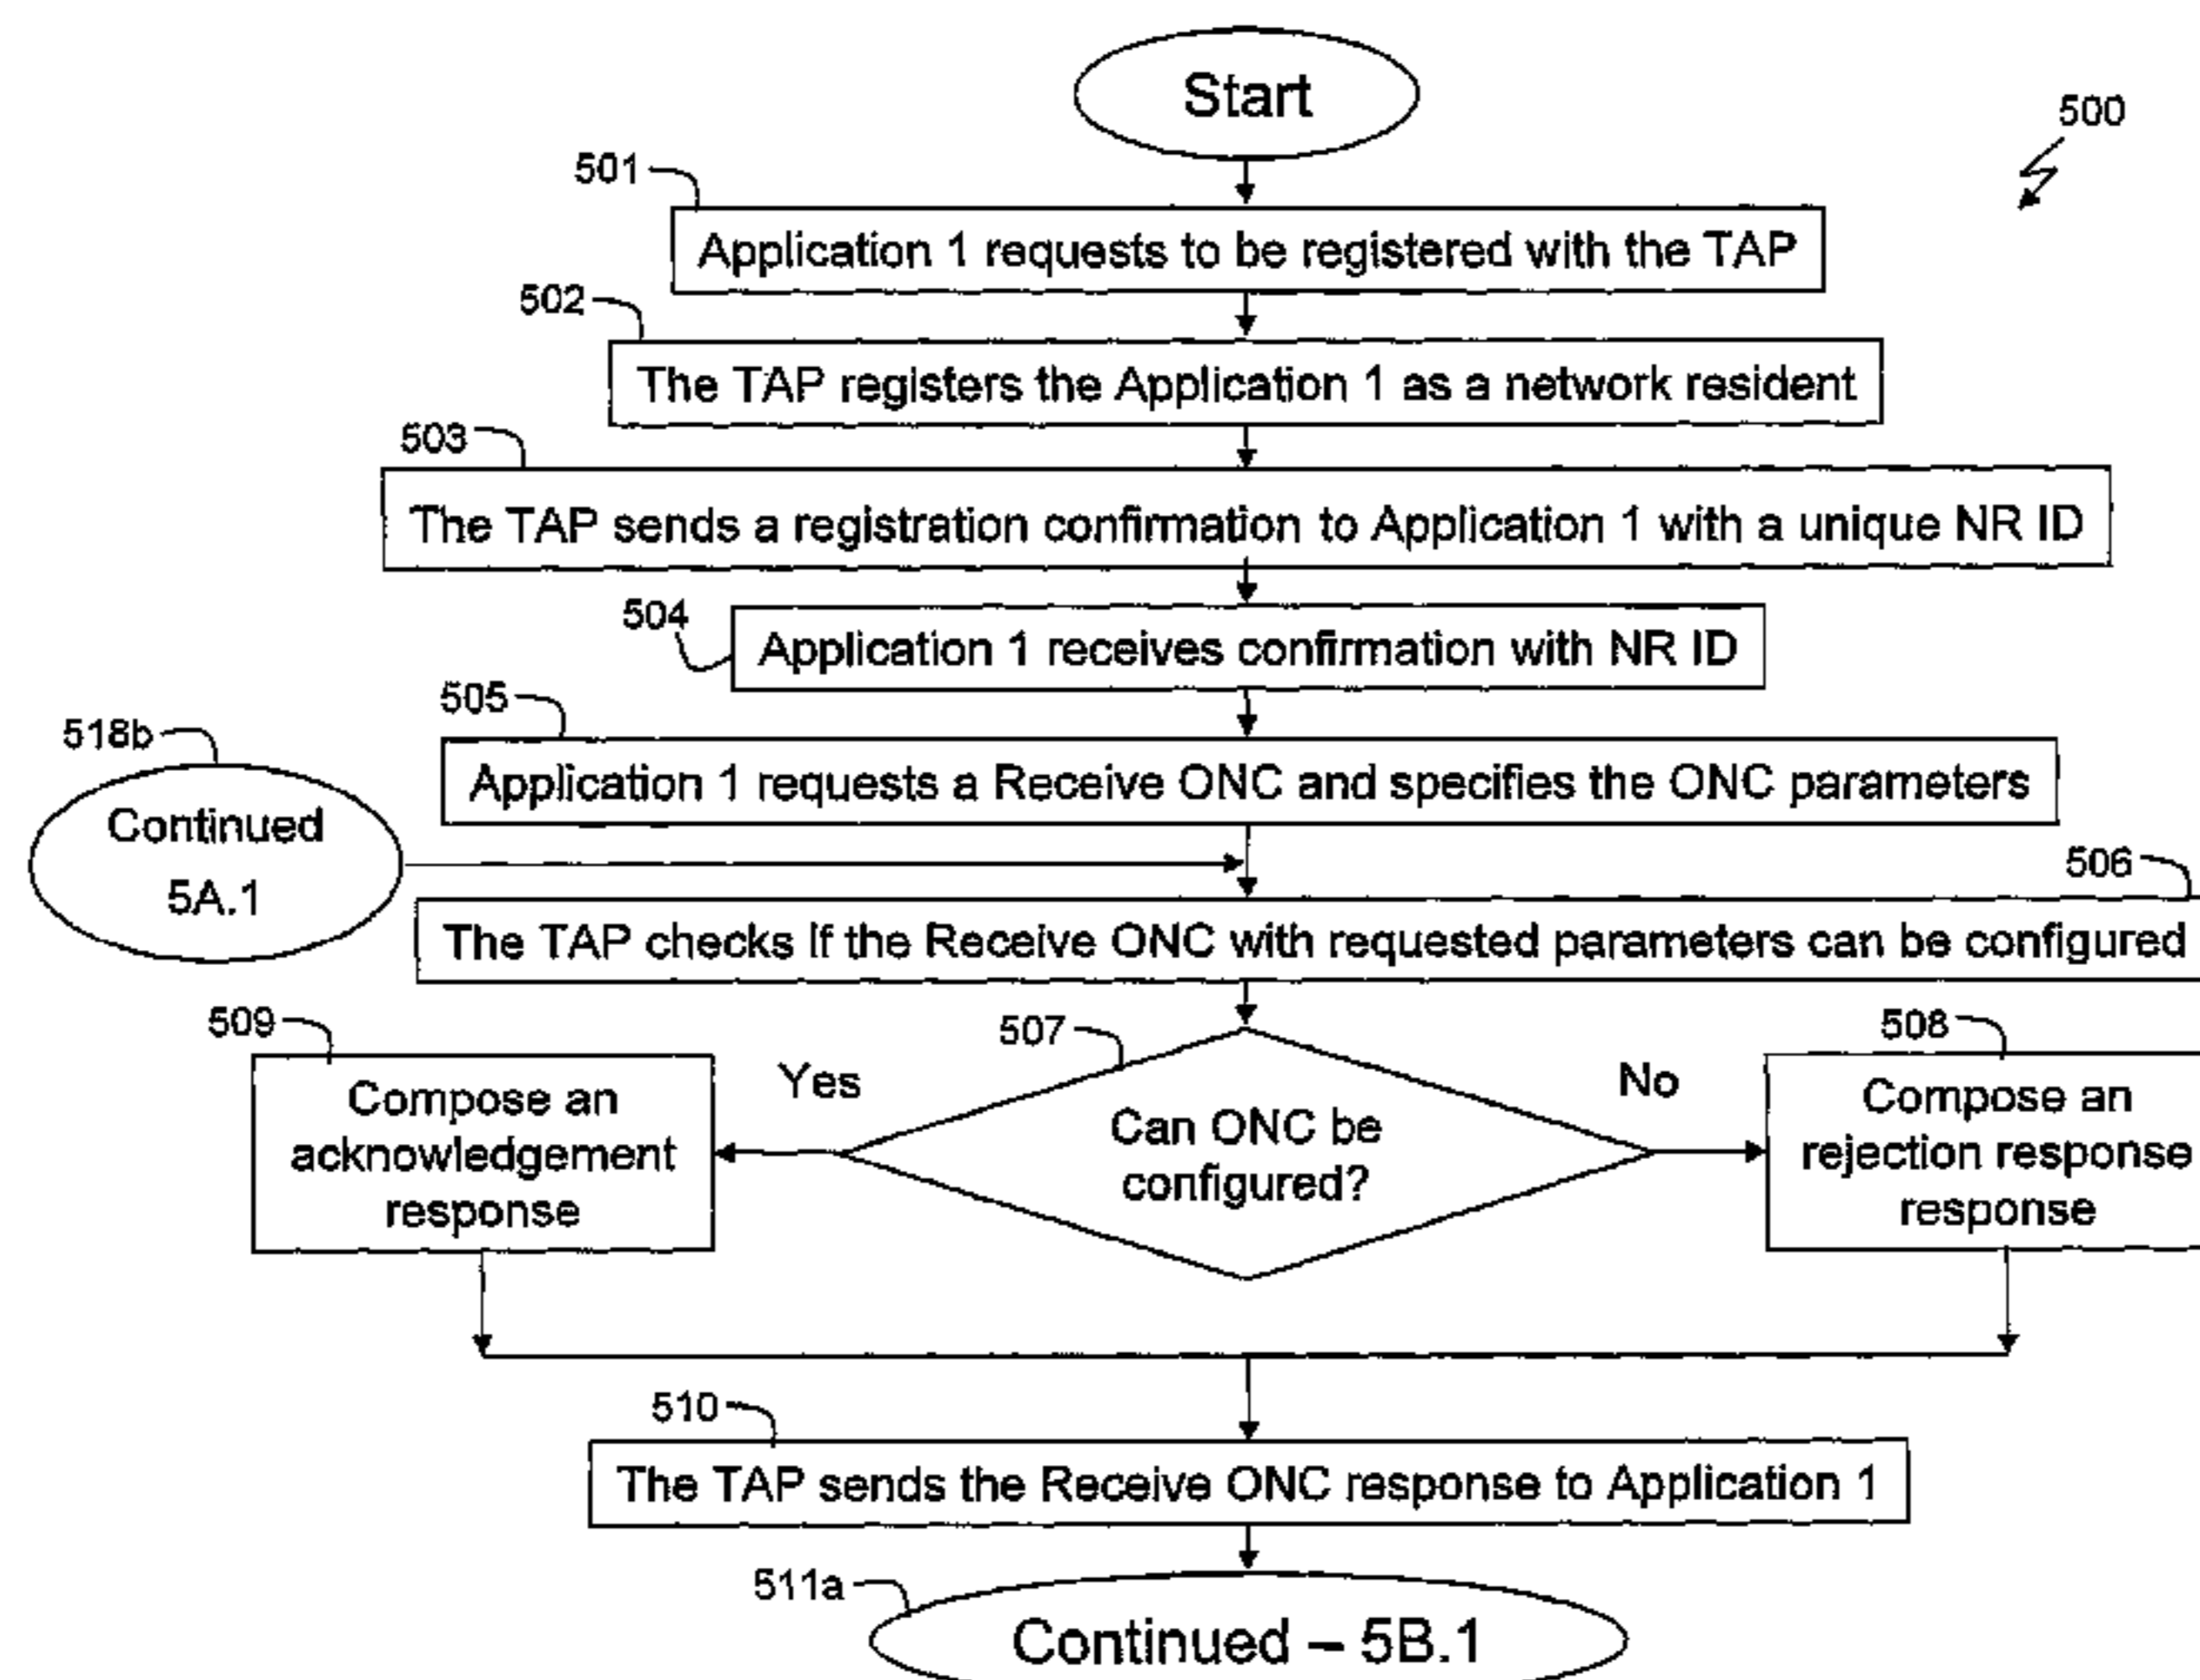 Start
500
501
Application 1 requests to be registered with the TAP
502
The TAP registers the Application 1 as a network resident
503
The TAP sends a registration confirmation to Application 1 with a unique NR ID
504
Application 1 receives confirmation with NR ID
505
Application 1 requests a Receive ONC and specifies the ONC parameters
518b
Continued
5A.1
506
The TAP checks if the Receive ONC with requested parameters can be configured
507
Can ONC be
configured?
Yes
No
509
Compose an
acknowledgement
response
508
Compose an
rejection response
response
510
The TAP sends the Receive ONC response to Application 1
511a
Continued – 5B.1